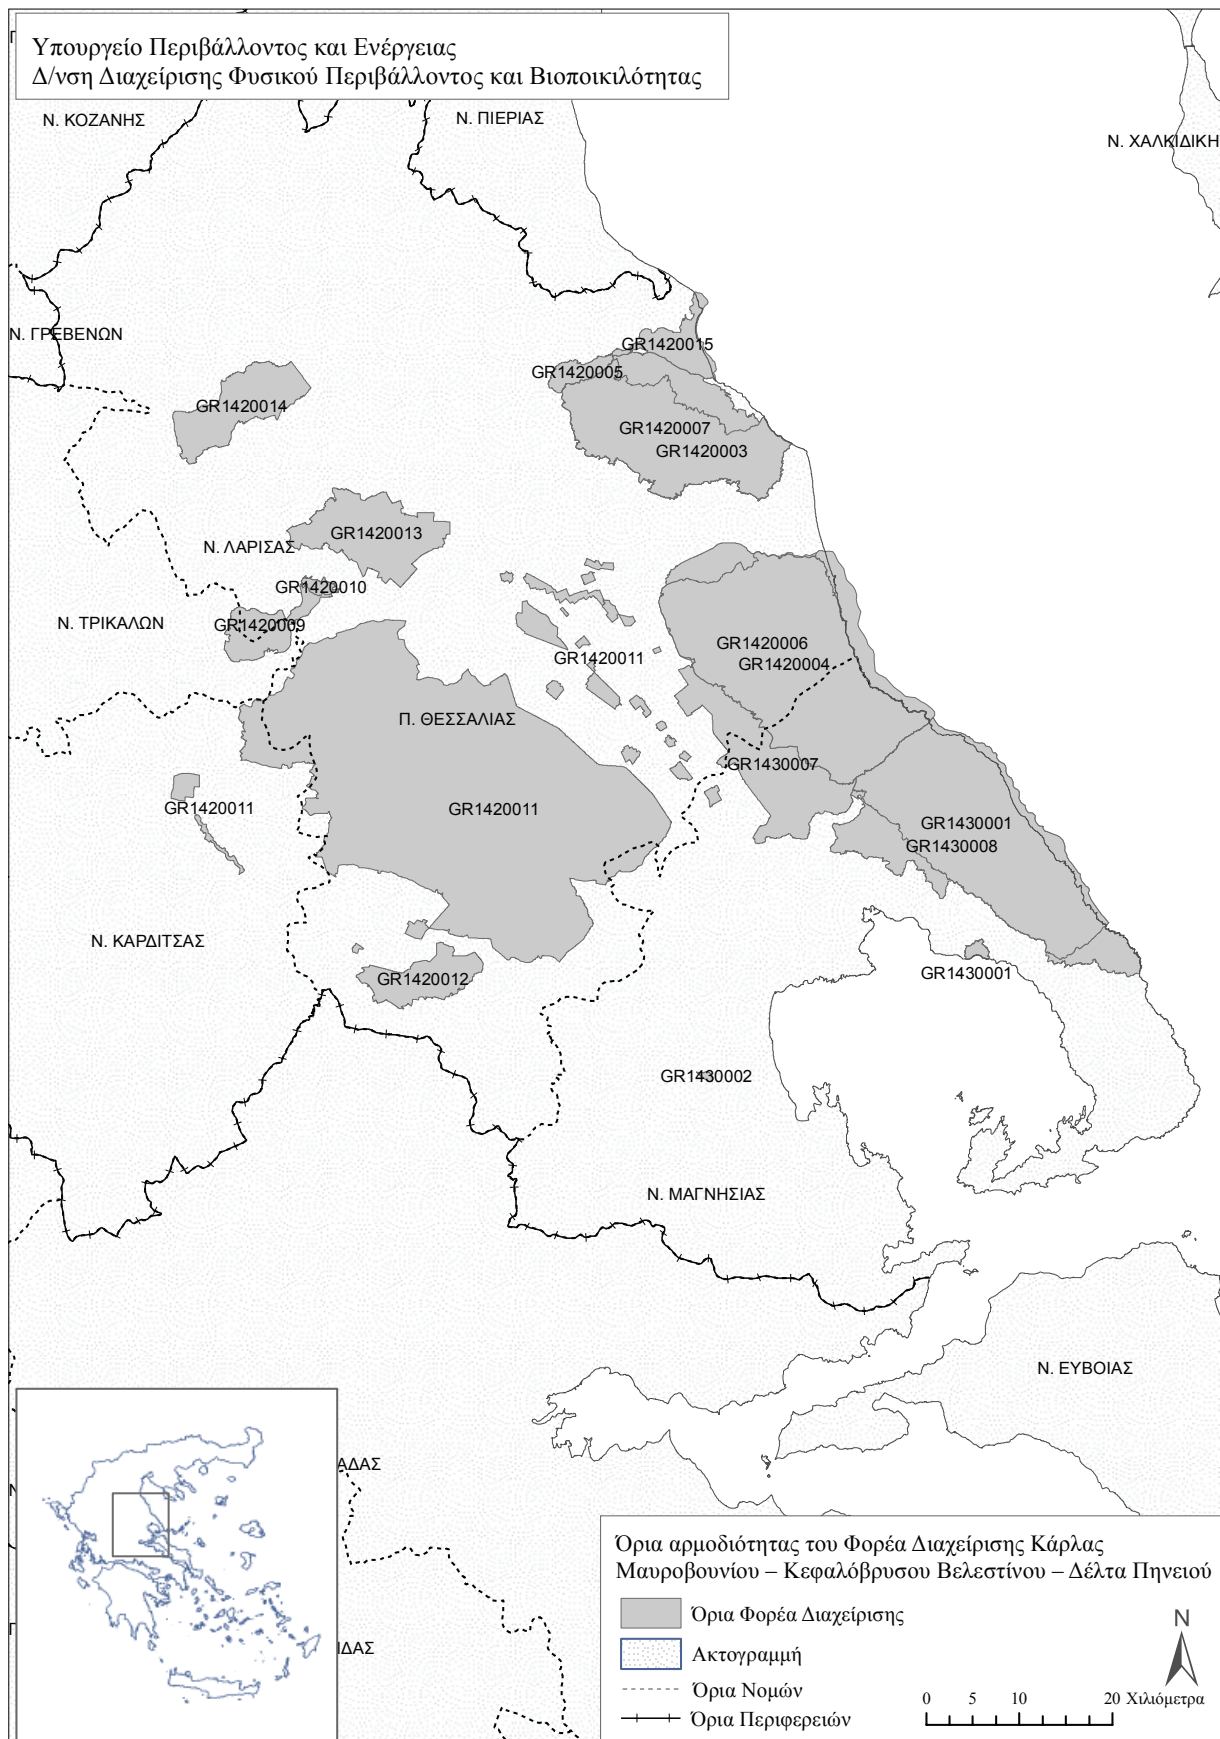 Υπουργείο Περιβάλλοντος και Ενέργειας
Δ/νση Διαχείρισης Φυσικού Περιβάλλοντος και Βιοποικιλότητας
Ν. ΚΟΖΑΝΗΣ
Ν. ΠΙΕΡΙΑΣ
Ν. ΧΑΛΚΙΔΙΚΗ
Ν. ΓΡΕΒΕΝΩΝ
GR1420015
GR1420005
GR1420014
GR1420007
GR1420003
GR1420013
Ν. ΛΑΡΙΣΑΣ
GR1420010
Ν. ΤΡΙΚΑΛΩΝ
GR1420009
GR1420006
GR1420011
GR1420004
Π. ΘΕΣΣΑΛΙΑΣ
GR1430007
GR1420011
GR1420011
GR1430001
GR1430008
Ν. ΚΑΡΔΙΤΣΑΣ
GR1420012
GR1430001
GR1430002
Ν. ΜΑΓΝΗΣΙΑΣ
Ν. ΕΥΒΟΙΑΣ
ΑΔΑΣ
ΙΔΑΣ
Όρια αρμοδιότητας του Φορέα Διαχείρισης Κάρλας
Μαυροβουνίου – Κεφαλόβρυσου Βελεστίνου – Δέλτα Πηνειού
Όρια Φορέα Διαχείρισης
Ακτογραμμή
Όρια Νομών
Όρια Περιφερειών
N
0 5 10 20 Χιλιόμετρα